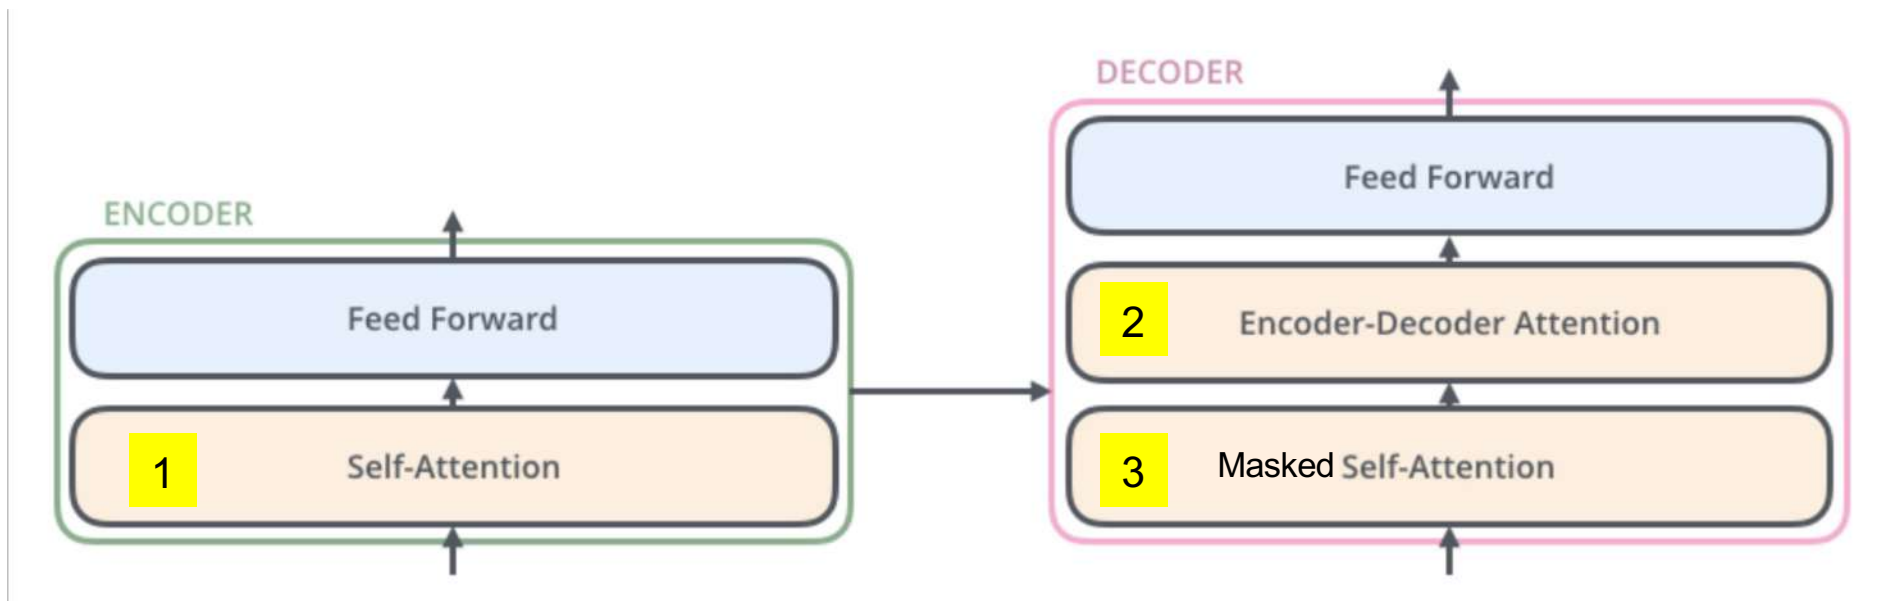 ENCODER
Feed Forward
1 Self-Attention
DECODER
Feed Forward
2 Encoder-Decoder Attention
3 Masked Self-Attention